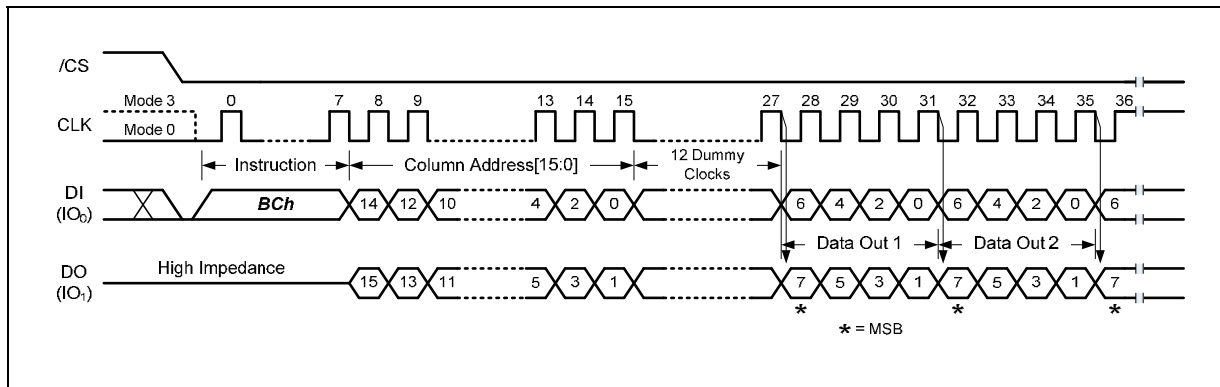 /CS
Mode 3 0 7 8 9 13 14 15 27 28 29 30 31 32 33 34 35 36
CLK
Mode 0
Instruction Column Address[15:0] 12 Dummy
Clocks
DI
(IO0)
BCh 14 12 10 4 2 0 6 4 2 0 6 4 2 0 6
Data Out 1 Data Out 2
DO
(IO1)
High Impedance 15 13 11 5 3 1 7 5 3 1 7 5 3 1 7
* * *
* = MSB